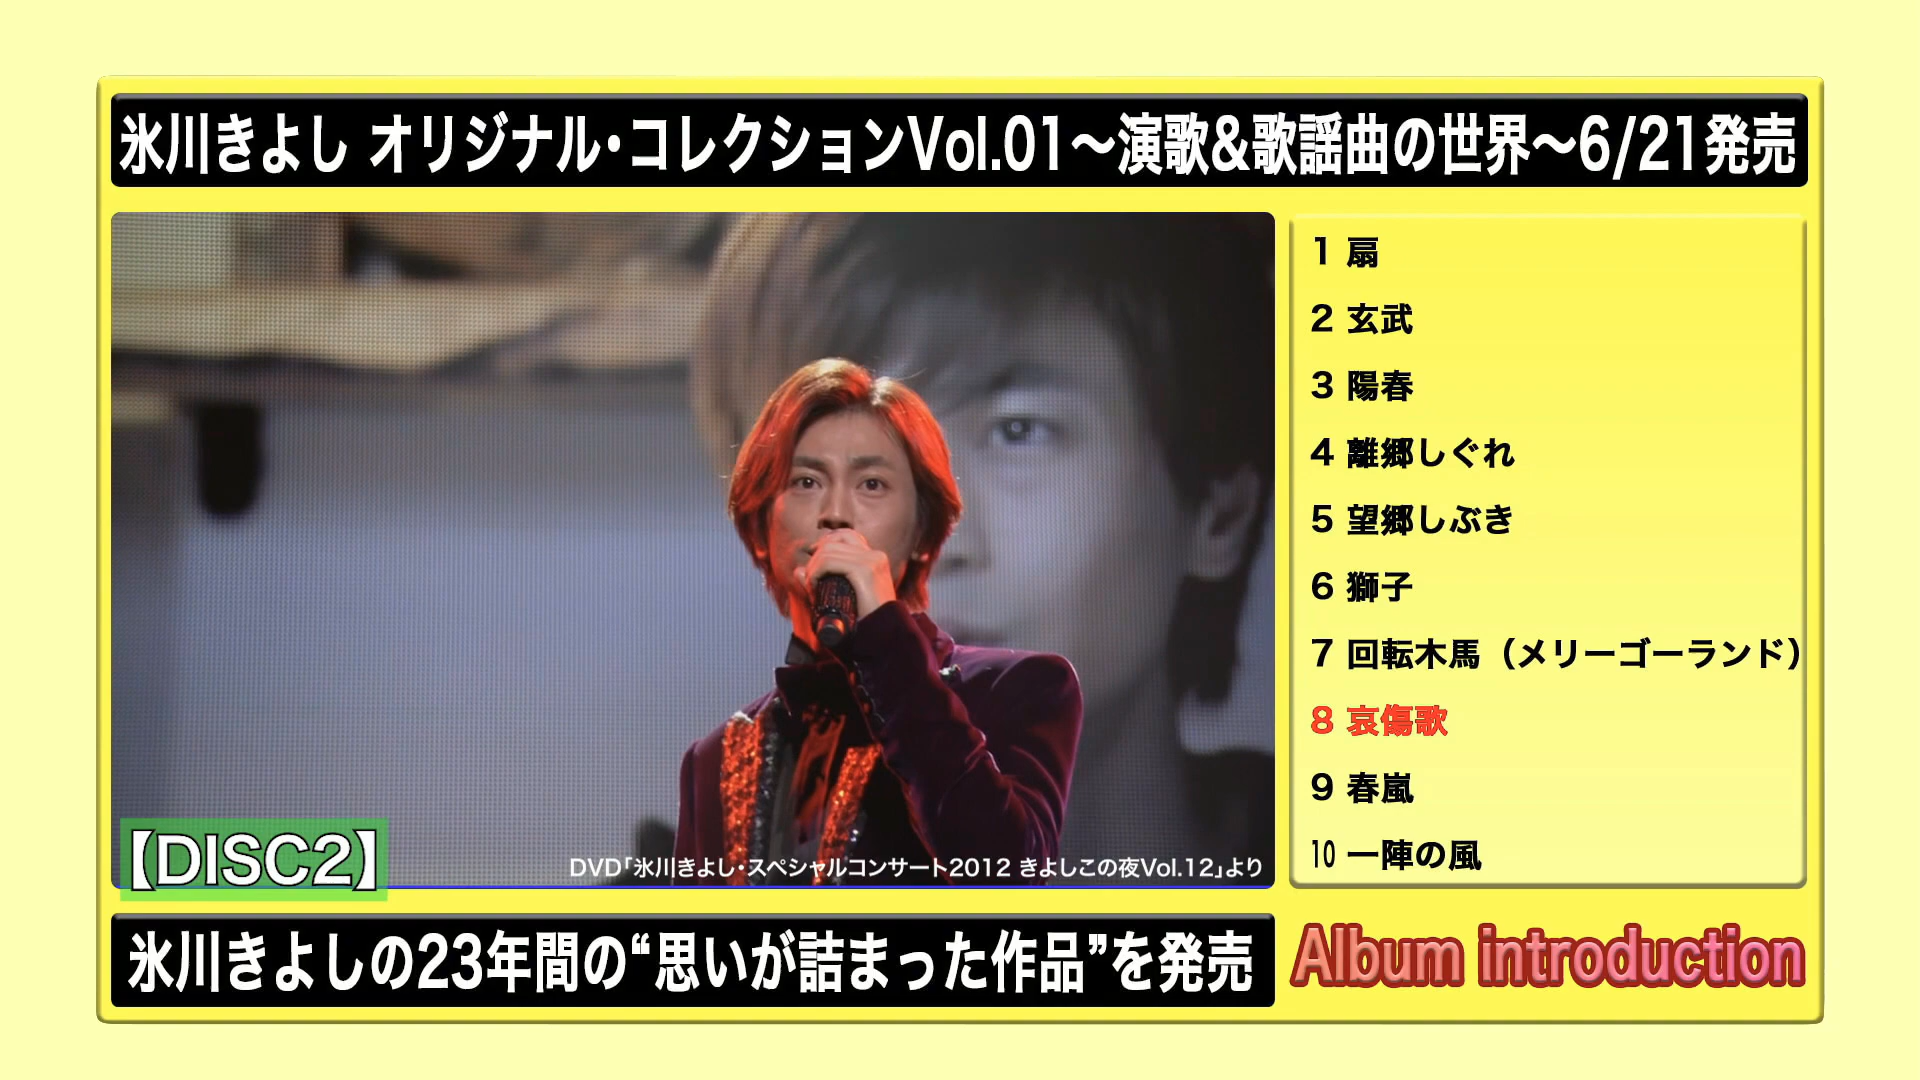 氷川きよし オリジナル・コレクションVol.01〜演歌&歌謡曲の世界〜6/21発売
1 扇
2 玄武
3 陽春
4 離郷しぐれ
5 望郷しぶき
6 獅子
7 回転木馬（メリーゴーランド）
8 哀傷歌
9 春嵐
10 一陣の風
【DISC2】
DVD「氷川きよし・スペシャルコンサート2012 きよしこの夜Vol.12」より
氷川きよしの23年間の“思いが詰まった作品”を発売
Album introduction